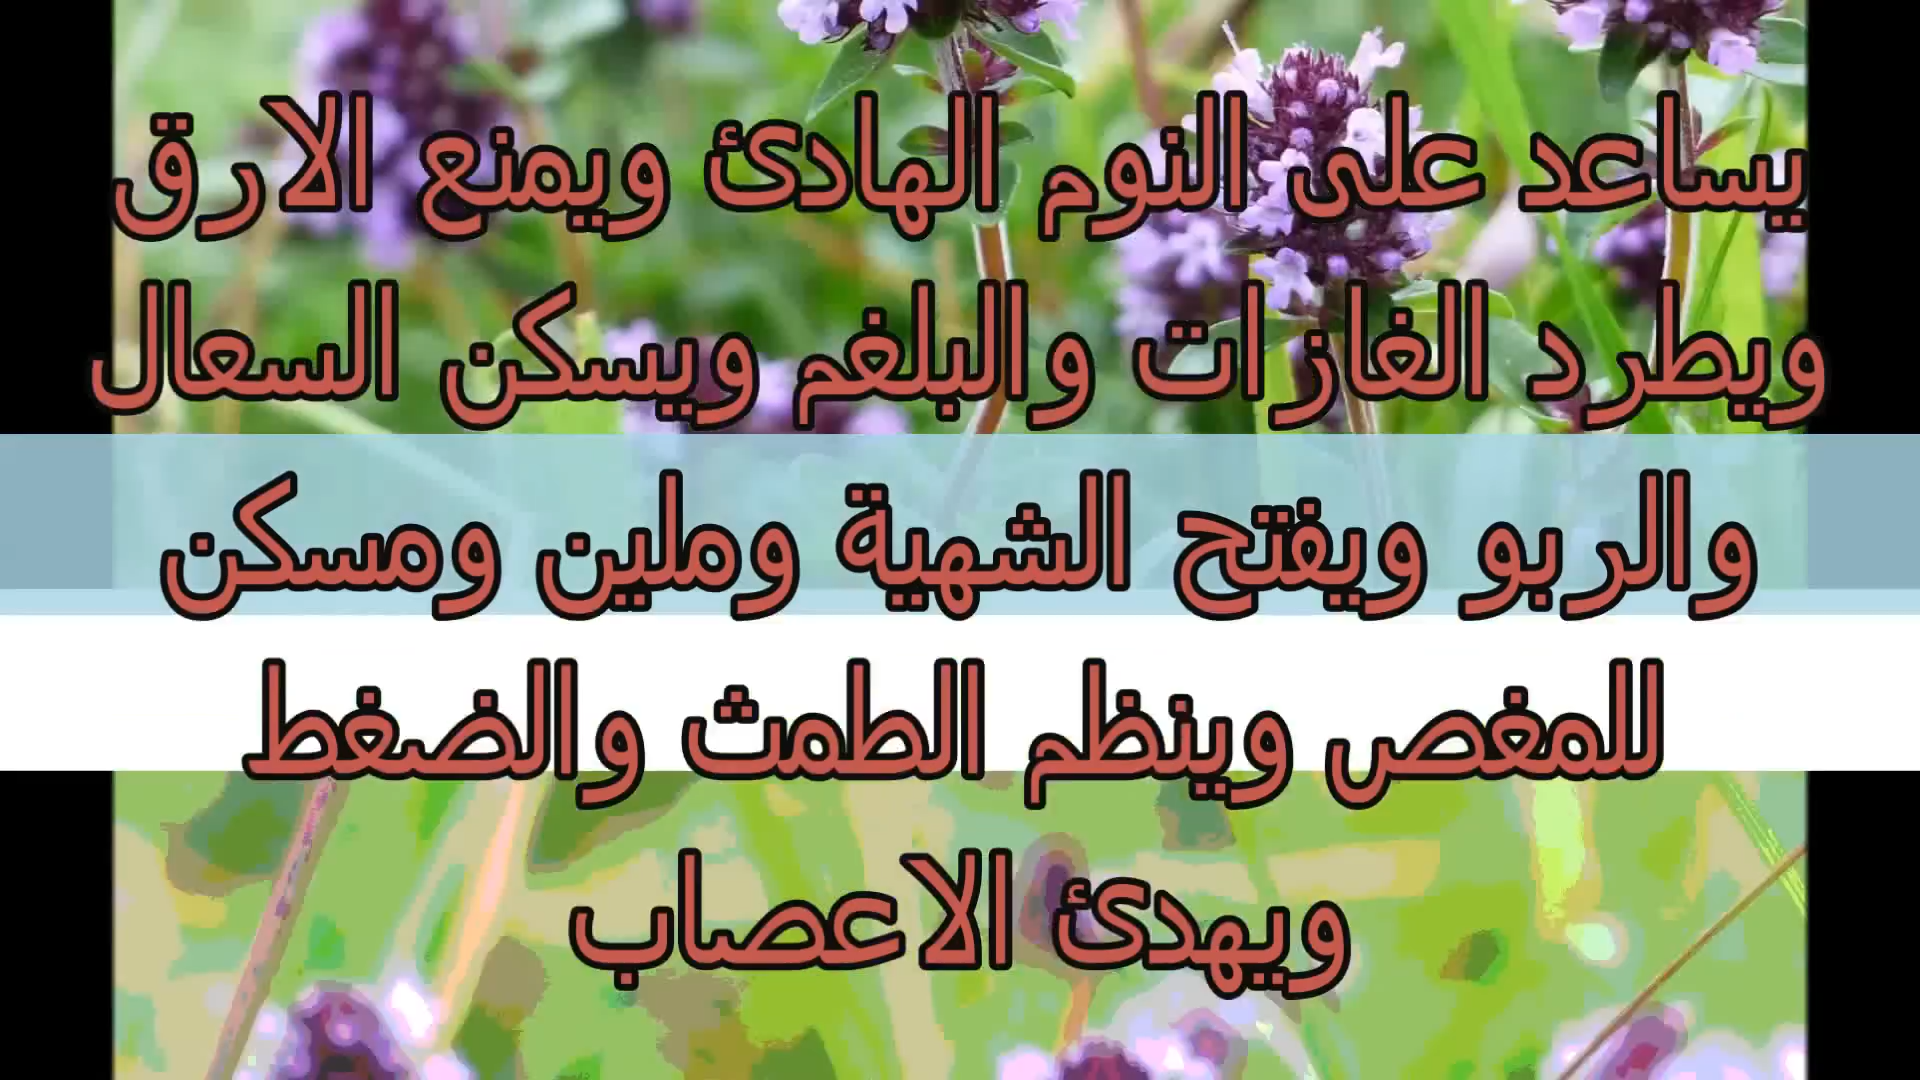 يساعد على النوم الهادئ ويمنع الارق
ويطرد الغازات والبلغم ويسكن السعال
والربو ويفتح الشهية وملين ومسكن
للمغص وينظم الطمث والضغط
ويهدئ الاعصاب